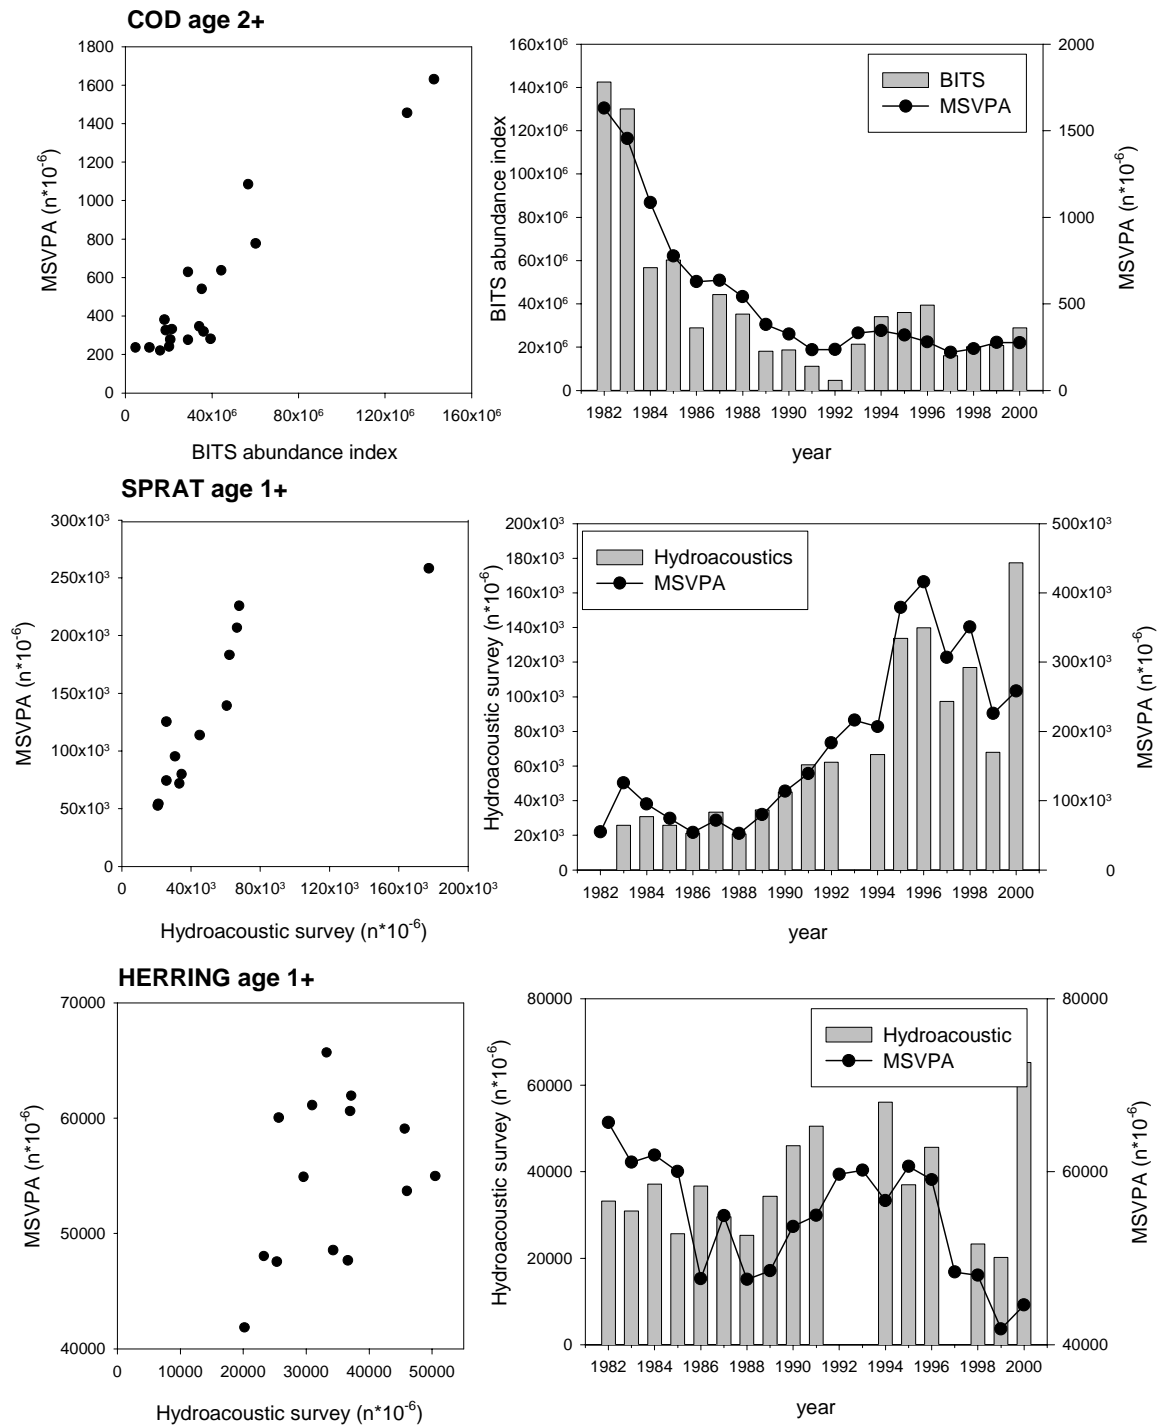 COD age 2+
1800
1600
1400
1200
1000
800
600
400
200
0
MSVPA (n*10⁻⁶)
0 40x10⁶ 80x10⁶ 120x10⁶ 160x10⁶
BITS abundance index
160x10⁶
140x10⁶
120x10⁶
100x10⁶
80x10⁶
60x10⁶
40x10⁶
20x10⁶
0
BITS abundance index
BITS
MSVPA
2000
1500
1000
500
0
MSVPA (n*10⁻⁶)
1982 1984 1986 1988 1990 1992 1994 1996 1998 2000
year
SPRAT age 1+
300x10³
250x10³
200x10³
150x10³
100x10³
50x10³
0
MSVPA (n*10⁻⁶)
0 40x10³ 80x10³ 120x10³ 160x10³ 200x10³
Hydroacoustic survey (n*10⁻⁶)
200x10³
180x10³
160x10³
140x10³
120x10³
100x10³
80x10³
60x10³
40x10³
20x10³
0
Hydroacoustic survey (n*10⁻⁶)
Hydroacoustics
MSVPA
500x10³
400x10³
300x10³
200x10³
100x10³
0
MSVPA (n*10⁻⁶)
1982 1984 1986 1988 1990 1992 1994 1996 1998 2000
year
HERRING age 1+
70000
60000
50000
40000
MSVPA (n*10⁻⁶)
0 10000 20000 30000 40000 50000
Hydroacoustic survey (n*10⁻⁶)
80000
60000
40000
20000
0
Hydroacoustic survey (n*10⁻⁶)
Hydroacoustic
MSVPA
80000
60000
40000
MSVPA (n*10⁻⁶)
1982 1984 1986 1988 1990 1992 1994 1996 1998 2000
year